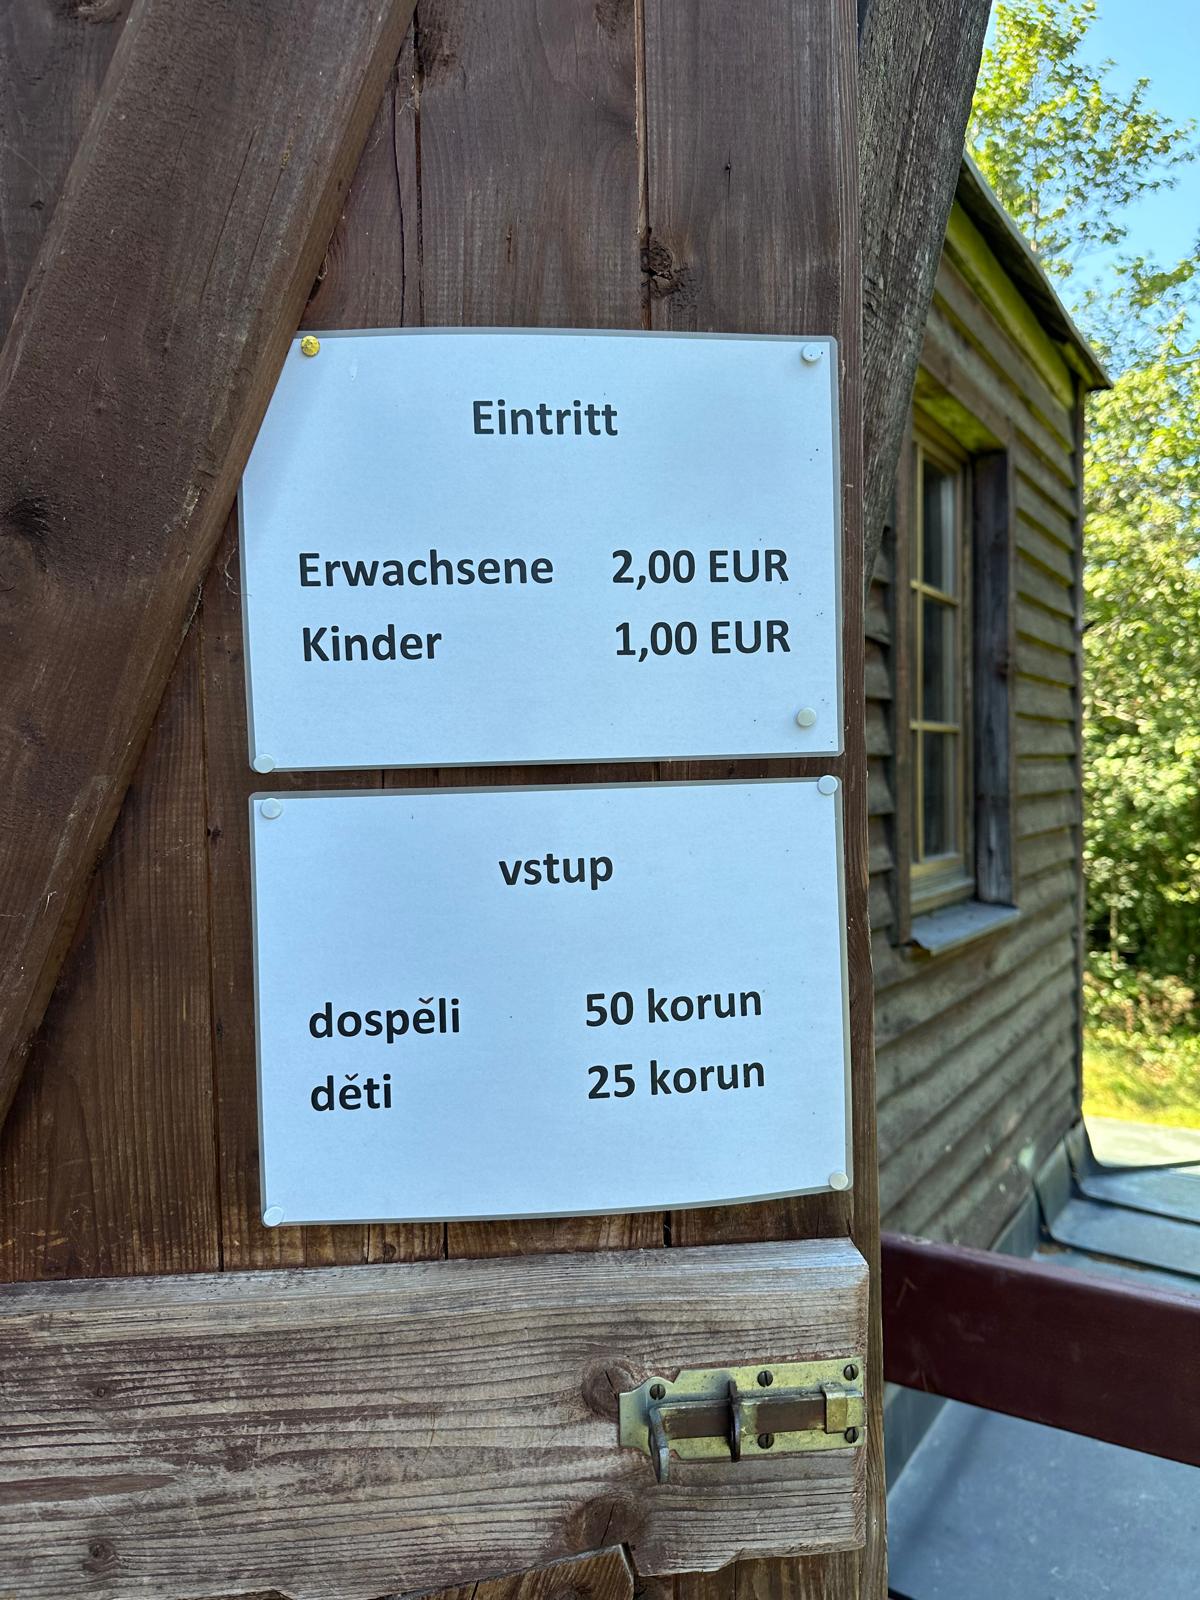 Eintritt
Erwachsene 2,00 EUR
Kinder 1,00 EUR
vstup
dospěli 50 korun
děti 25 korun